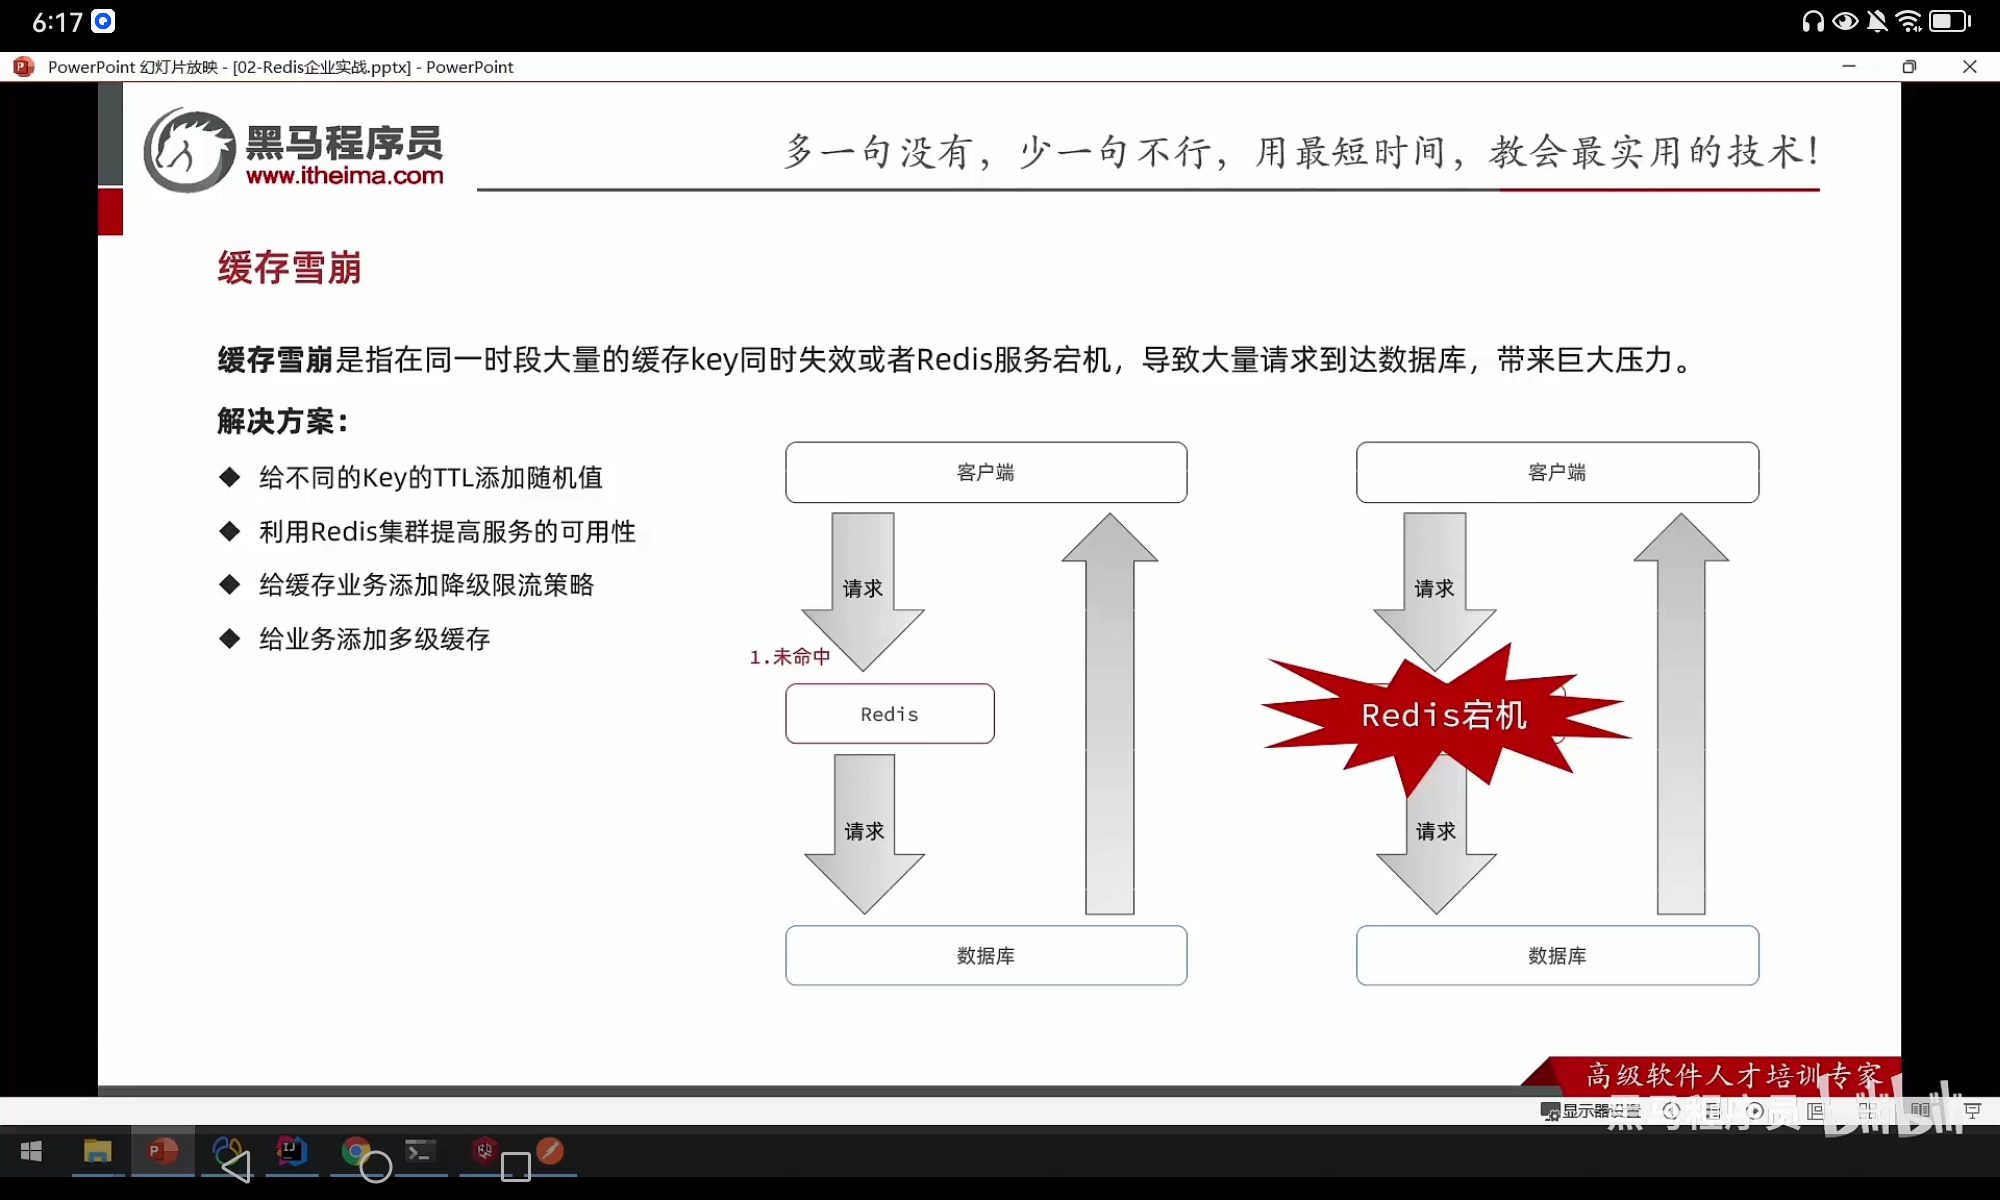 6:17
PowerPoint 幻灯片放映 - [02-Redis企业实战.pptx] - PowerPoint
黑马程序员
www.itheima.com
多一句没有，少一句不行，用最短时间，教会最实用的技术！
缓存雪崩
缓存雪崩是指在同一时段大量的缓存key同时失效或者Redis服务宕机，导致大量请求到达数据库，带来巨大压力。
解决方案：
给不同的Key的TTL添加随机值
利用Redis集群提高服务的可用性
给缓存业务添加降级限流策略
给业务添加多级缓存
客户端
请求
1.未命中
Redis
请求
数据库
客户端
请求
Redis宕机
请求
数据库
高级软件人才培训专家
显示器设置
黑马程序员 bilibili